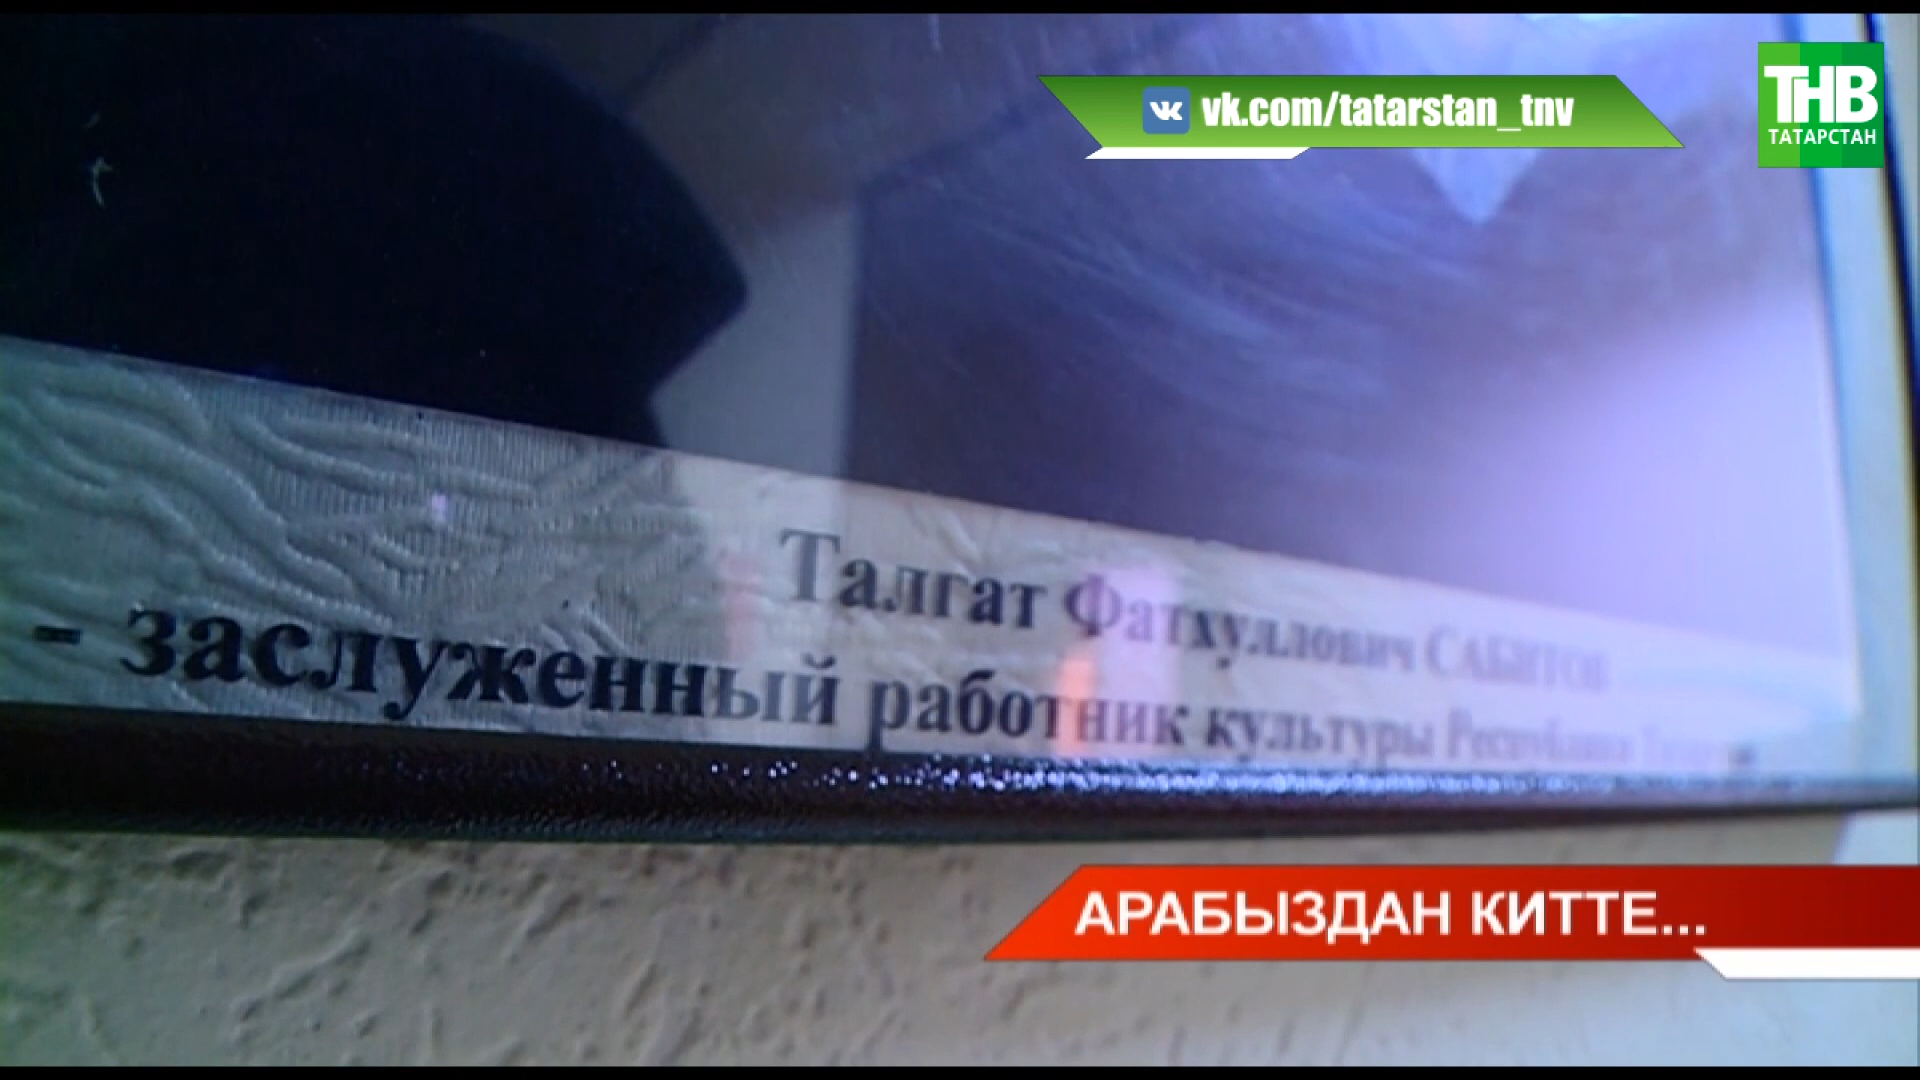 vk.com/tatarstan_tnv
ТНВ
ТАТАРСТАН
Талгат Фатхуллович САБИТОВ
- заслуженный работник культуры Республики
АРАБЫЗДАН КИТТЕ...